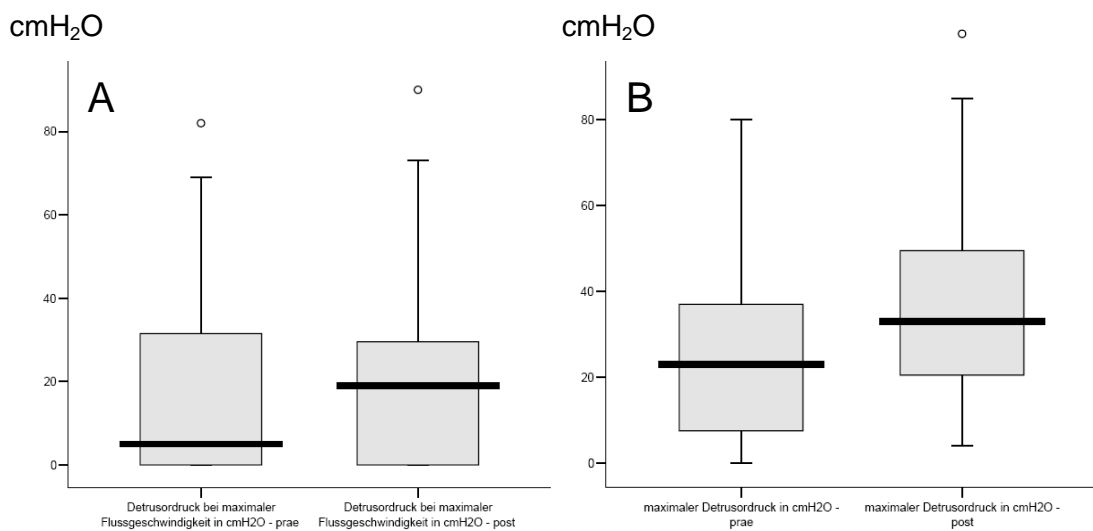 cmH₂O
A
80
60
40
20
0
Detrusordruck bei maximaler
Flussgeschwindigkeit in cmH2O - prae
Detrusordruck bei maximaler
Flussgeschwindigkeit in cmH2O - post
cmH₂O
B
80
60
40
20
0
maximaler Detrusordruck in cmH2O -
prae
maximaler Detrusordruck in cmH2O -
post